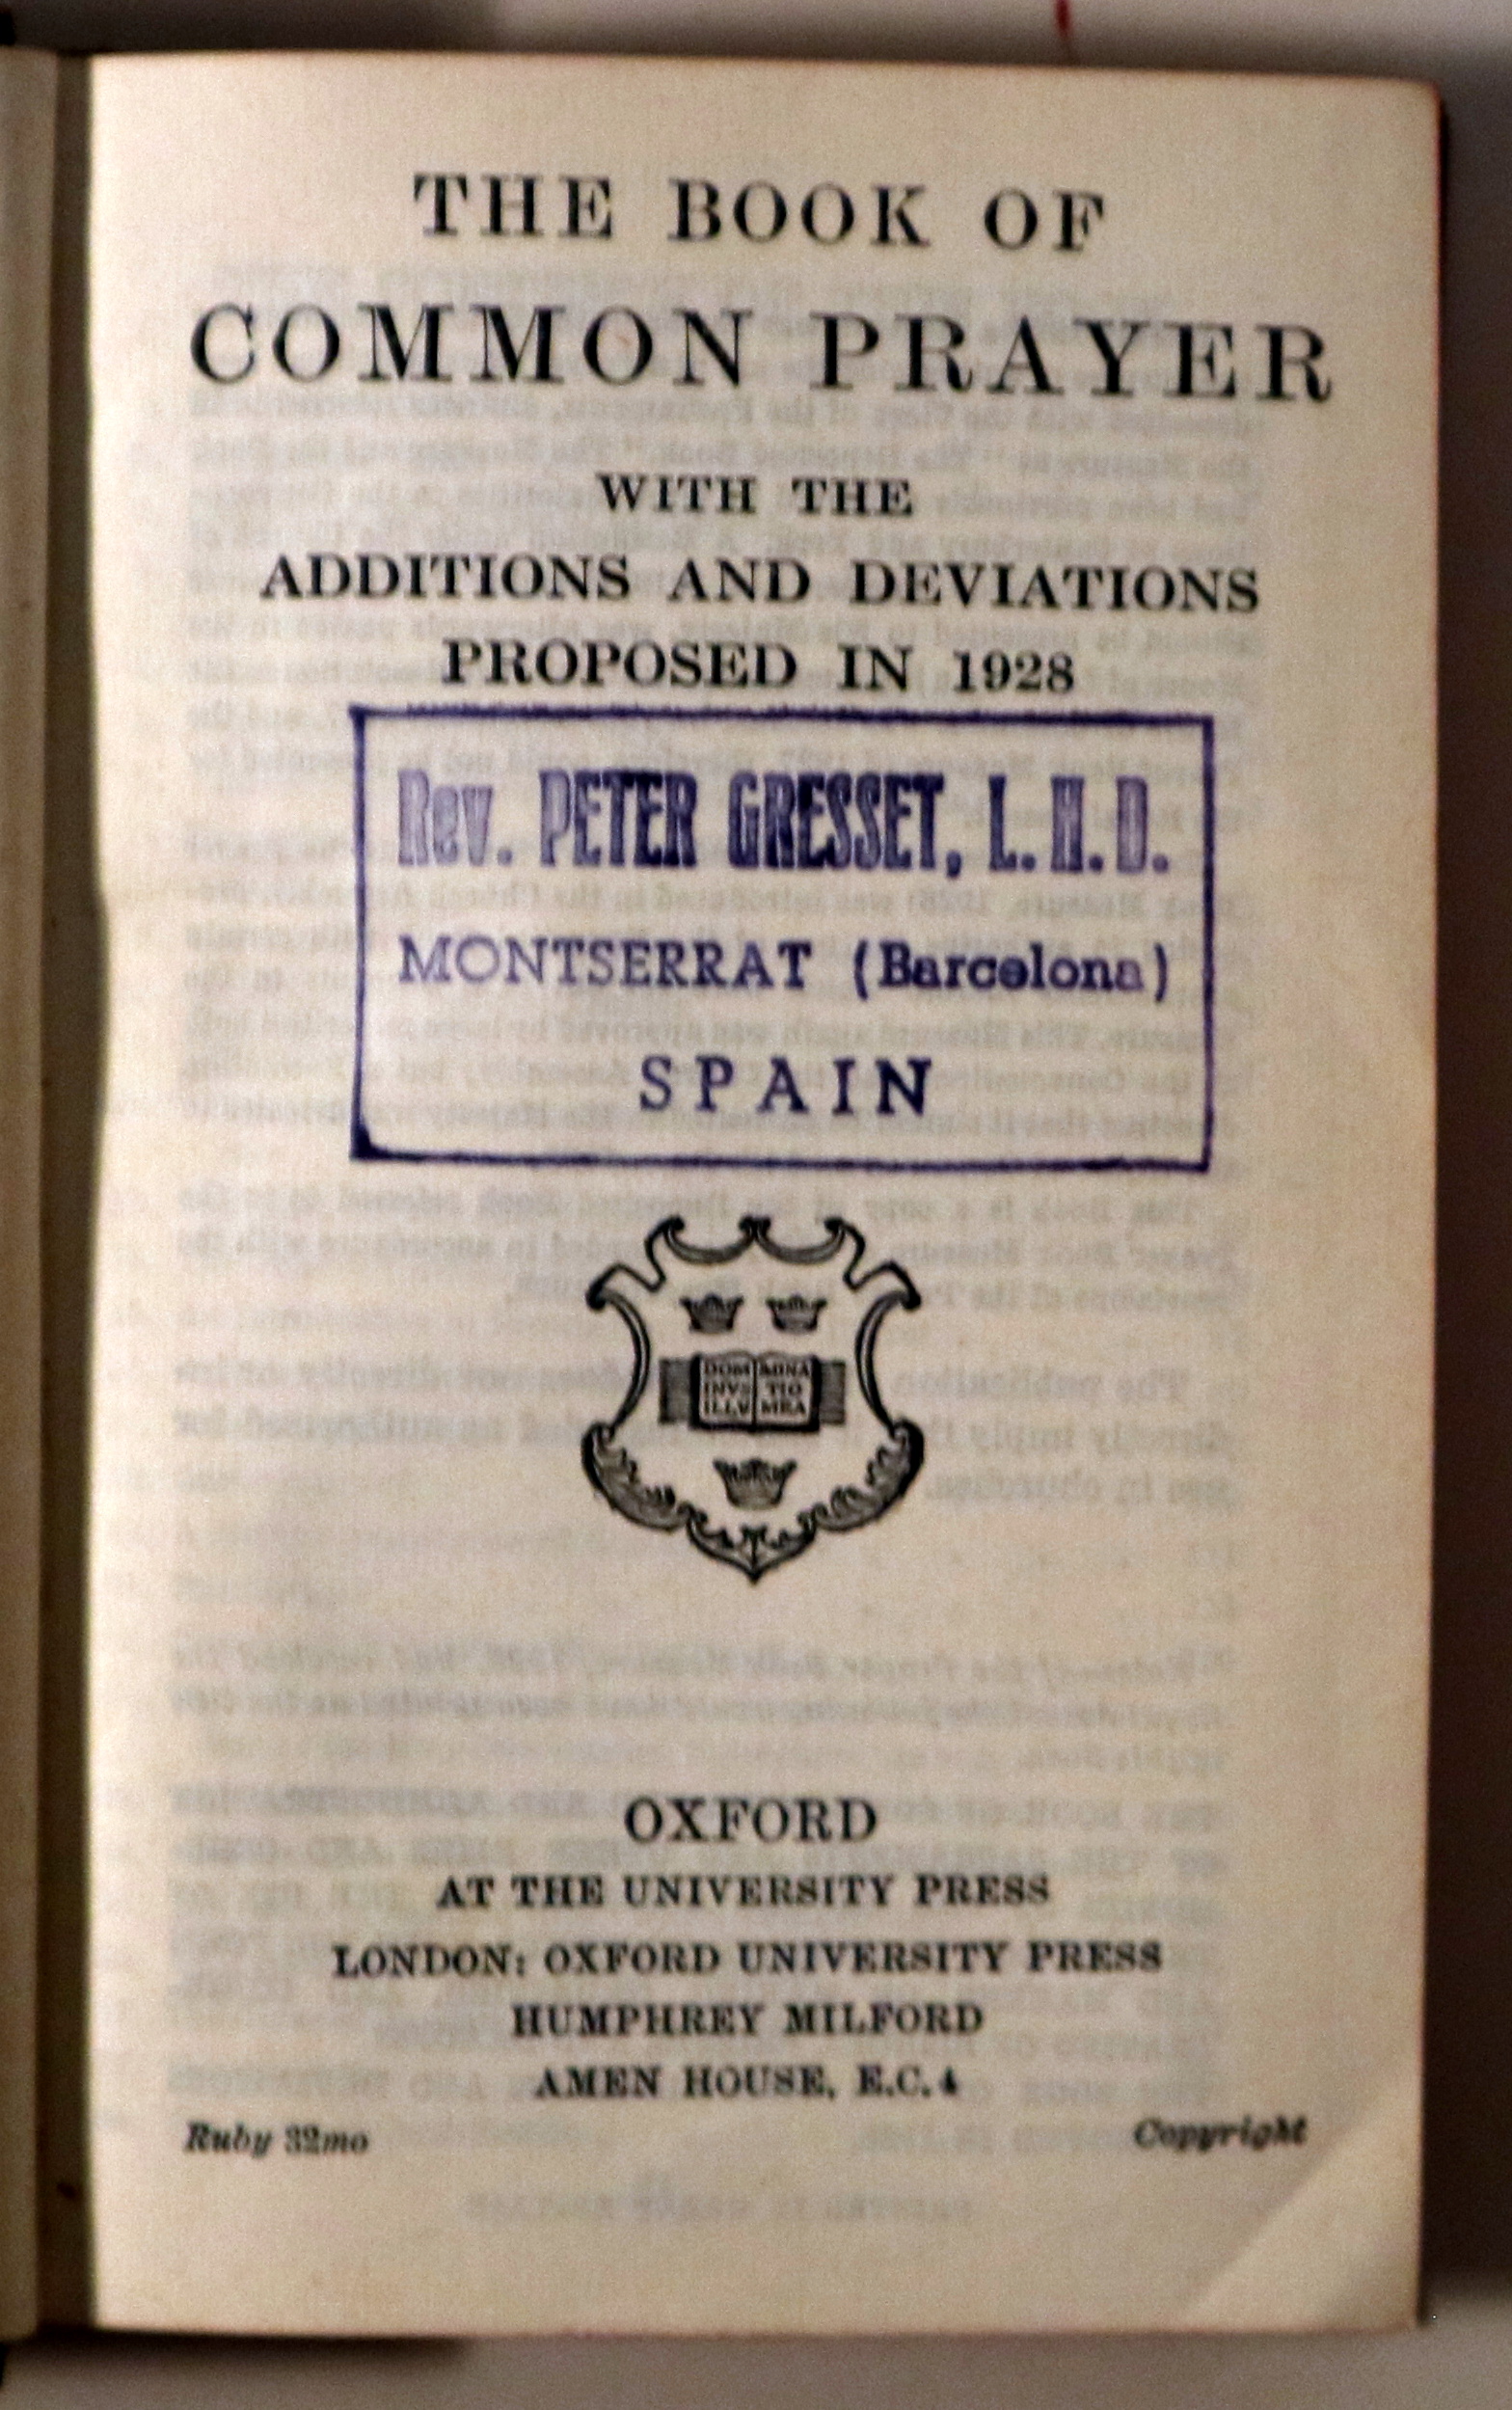 THE BOOK OF
COMMON PRAYER
WITH THE
ADDITIONS AND DEVIATIONS
PROPOSED IN 1928
Rev. PETER GRESSET, L. H. D.
MONTSERRAT (Barcelona)
SPAIN
DOM MINA
INVS TIO
ILLV MEA
OXFORD
AT THE UNIVERSITY PRESS
LONDON: OXFORD UNIVERSITY PRESS
HUMPHREY MILFORD
AMEN HOUSE, E.C.4
Ruby 32mo Copyright